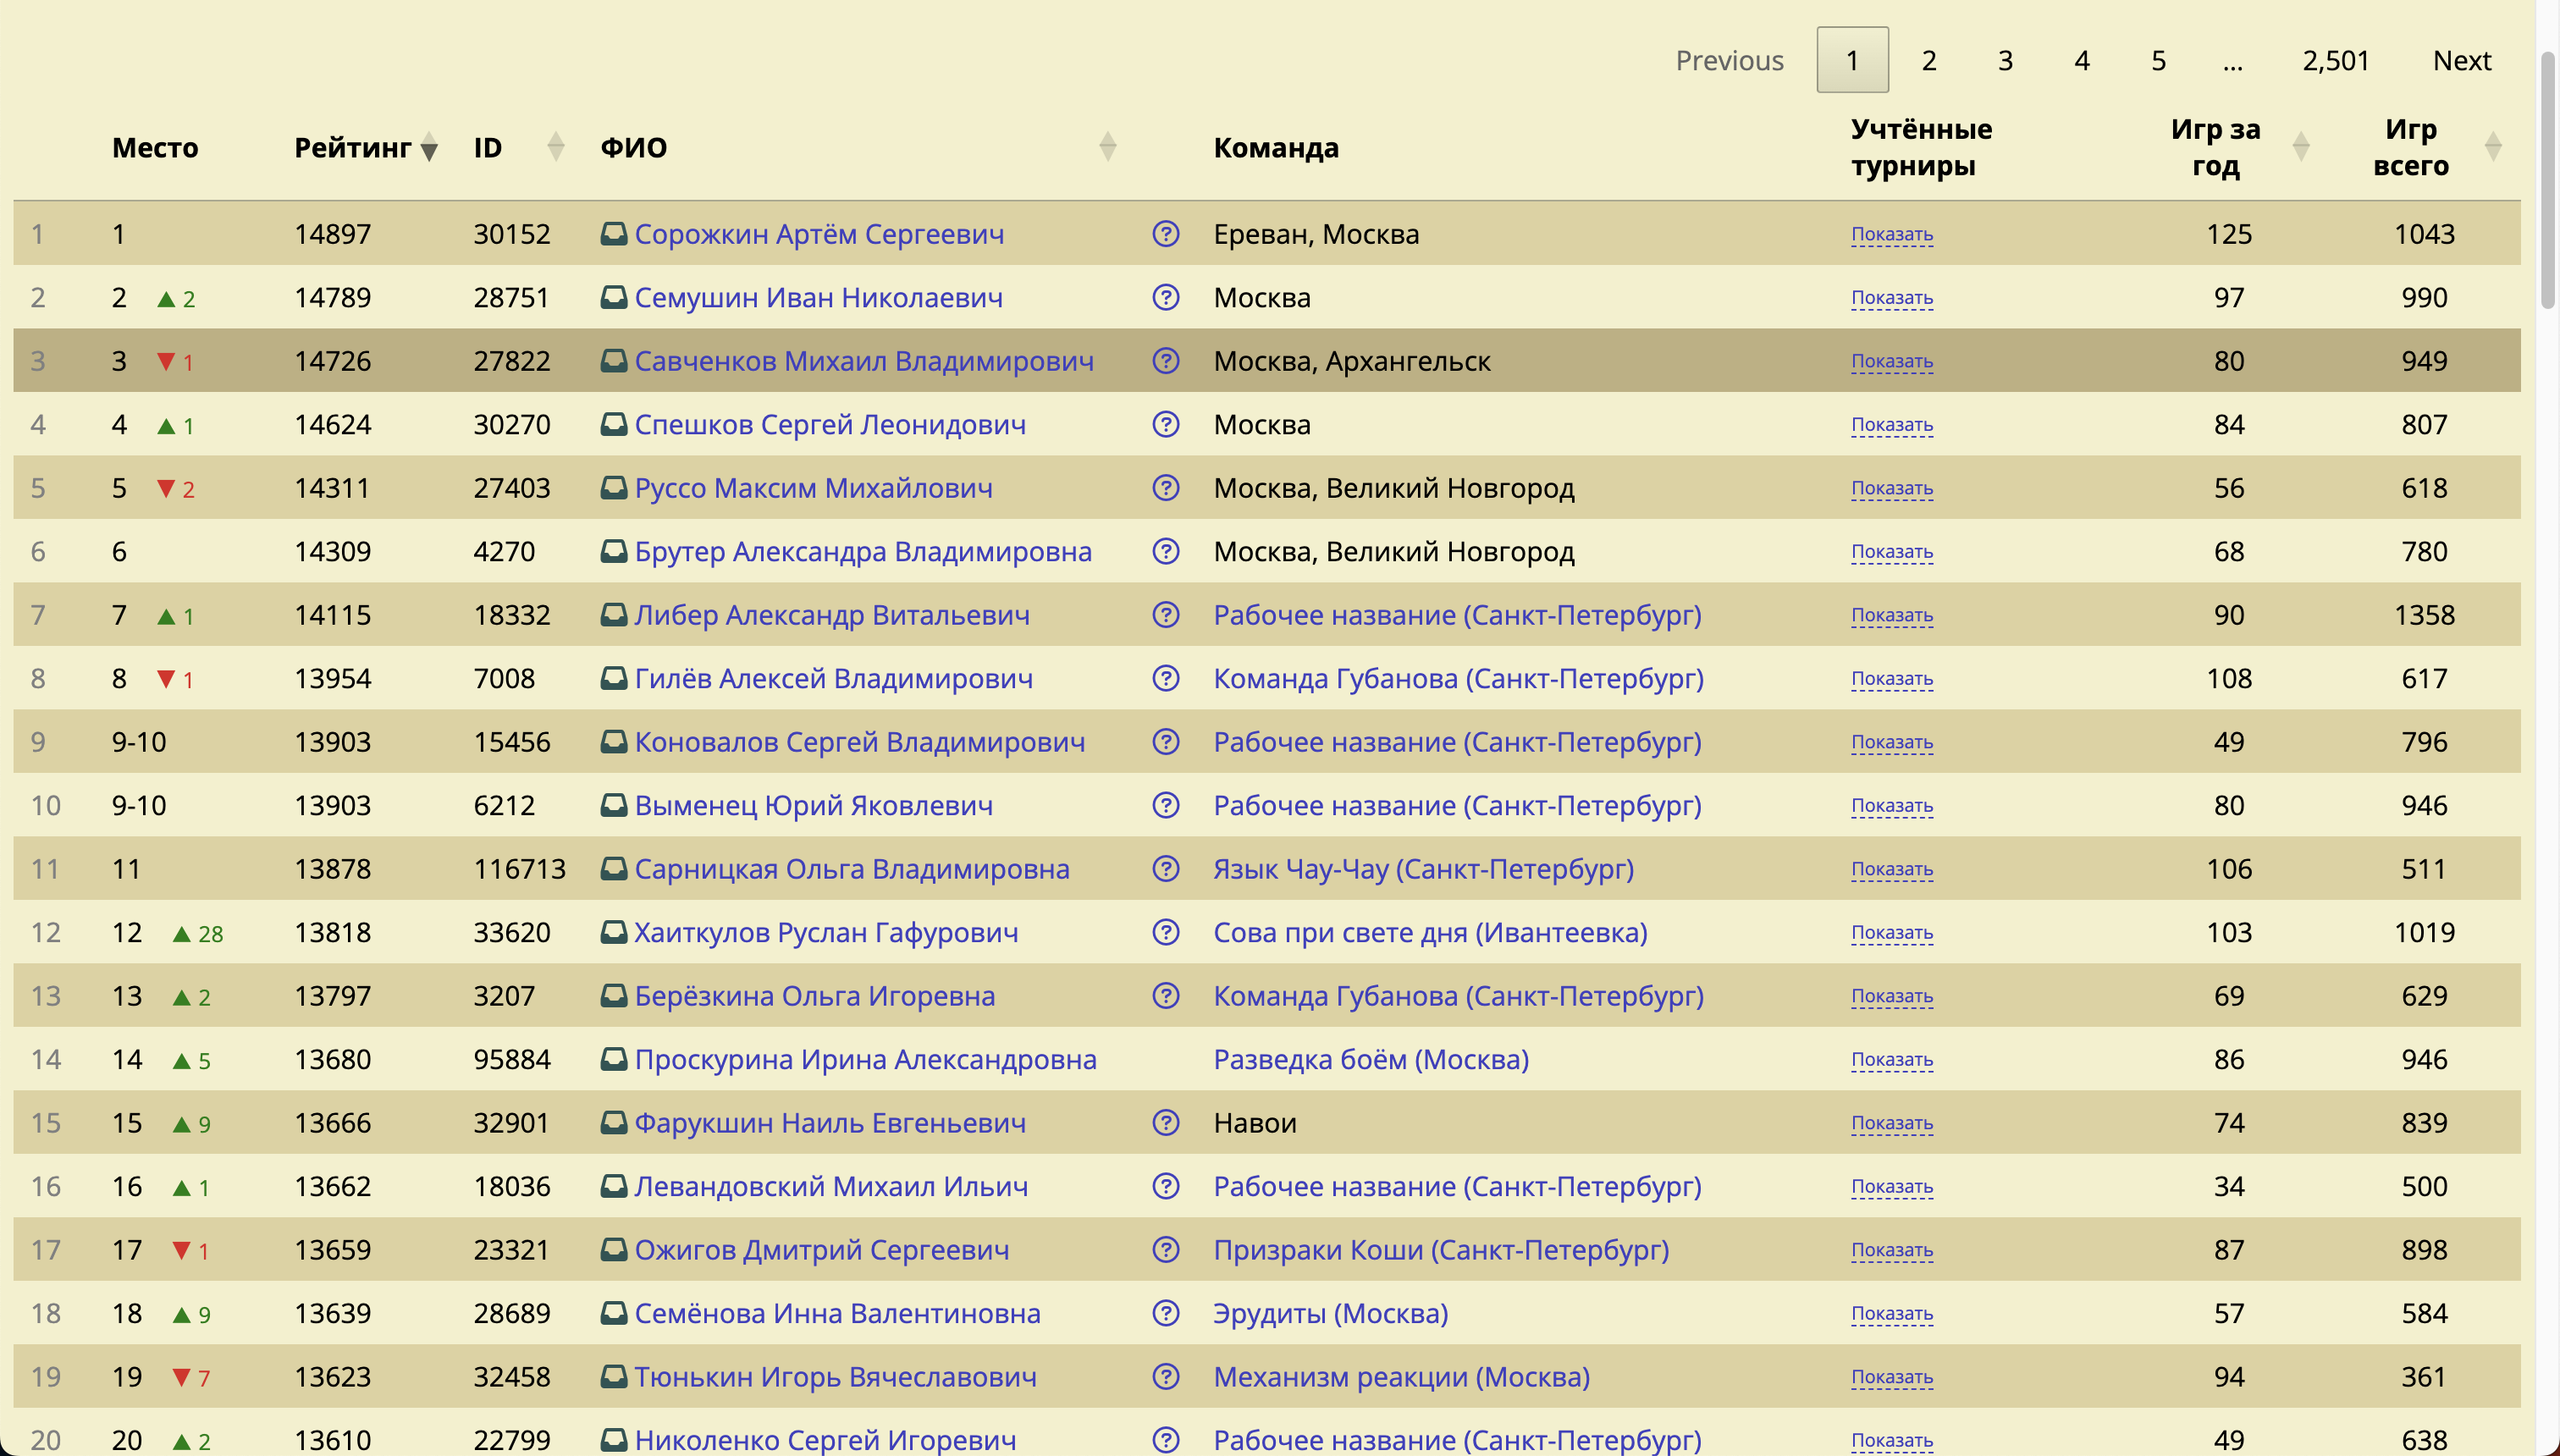 Previous 1 2 3 4 5 ... 2,501 Next
Место Рейтинг ID ФИО Команда Учтённые турниры Игр за год Игр всего
1 1 14897 30152 Сорожкин Артём Сергеевич ? Ереван, Москва Показать 125 1043
2 2 ▲ 2 14789 28751 Семушин Иван Николаевич ? Москва Показать 97 990
3 3 ▼ 1 14726 27822 Савченков Михаил Владимирович ? Москва, Архангельск Показать 80 949
4 4 ▲ 1 14624 30270 Спешков Сергей Леонидович ? Москва Показать 84 807
5 5 ▼ 2 14311 27403 Руссо Максим Михайлович ? Москва, Великий Новгород Показать 56 618
6 6 14309 4270 Брутер Александра Владимировна ? Москва, Великий Новгород Показать 68 780
7 7 ▲ 1 14115 18332 Либер Александр Витальевич ? Рабочее название (Санкт-Петербург) Показать 90 1358
8 8 ▼ 1 13954 7008 Гилёв Алексей Владимирович ? Команда Губанова (Санкт-Петербург) Показать 108 617
9 9-10 13903 15456 Коновалов Сергей Владимирович ? Рабочее название (Санкт-Петербург) Показать 49 796
10 9-10 13903 6212 Выменец Юрий Яковлевич ? Рабочее название (Санкт-Петербург) Показать 80 946
11 11 13878 116713 Сарницкая Ольга Владимировна ? Язык Чау-Чау (Санкт-Петербург) Показать 106 511
12 12 ▲ 28 13818 33620 Хаиткулов Руслан Гафурович ? Сова при свете дня (Ивантеевка) Показать 103 1019
13 13 ▲ 2 13797 3207 Берёзкина Ольга Игоревна ? Команда Губанова (Санкт-Петербург) Показать 69 629
14 14 ▲ 5 13680 95884 Проскурина Ирина Александровна Разведка боём (Москва) Показать 86 946
15 15 ▲ 9 13666 32901 Фарукшин Наиль Евгеньевич ? Навои Показать 74 839
16 16 ▲ 1 13662 18036 Левандовский Михаил Ильич ? Рабочее название (Санкт-Петербург) Показать 34 500
17 17 ▼ 1 13659 23321 Ожигов Дмитрий Сергеевич ? Призраки Коши (Санкт-Петербург) Показать 87 898
18 18 ▲ 9 13639 28689 Семёнова Инна Валентиновна ? Эрудиты (Москва) Показать 57 584
19 19 ▼ 7 13623 32458 Тюнькин Игорь Вячеславович ? Механизм реакции (Москва) Показать 94 361
20 20 ▲ 2 13610 22799 Николенко Сергей Игоревич ? Рабочее название (Санкт-Петербург) Показать 49 638